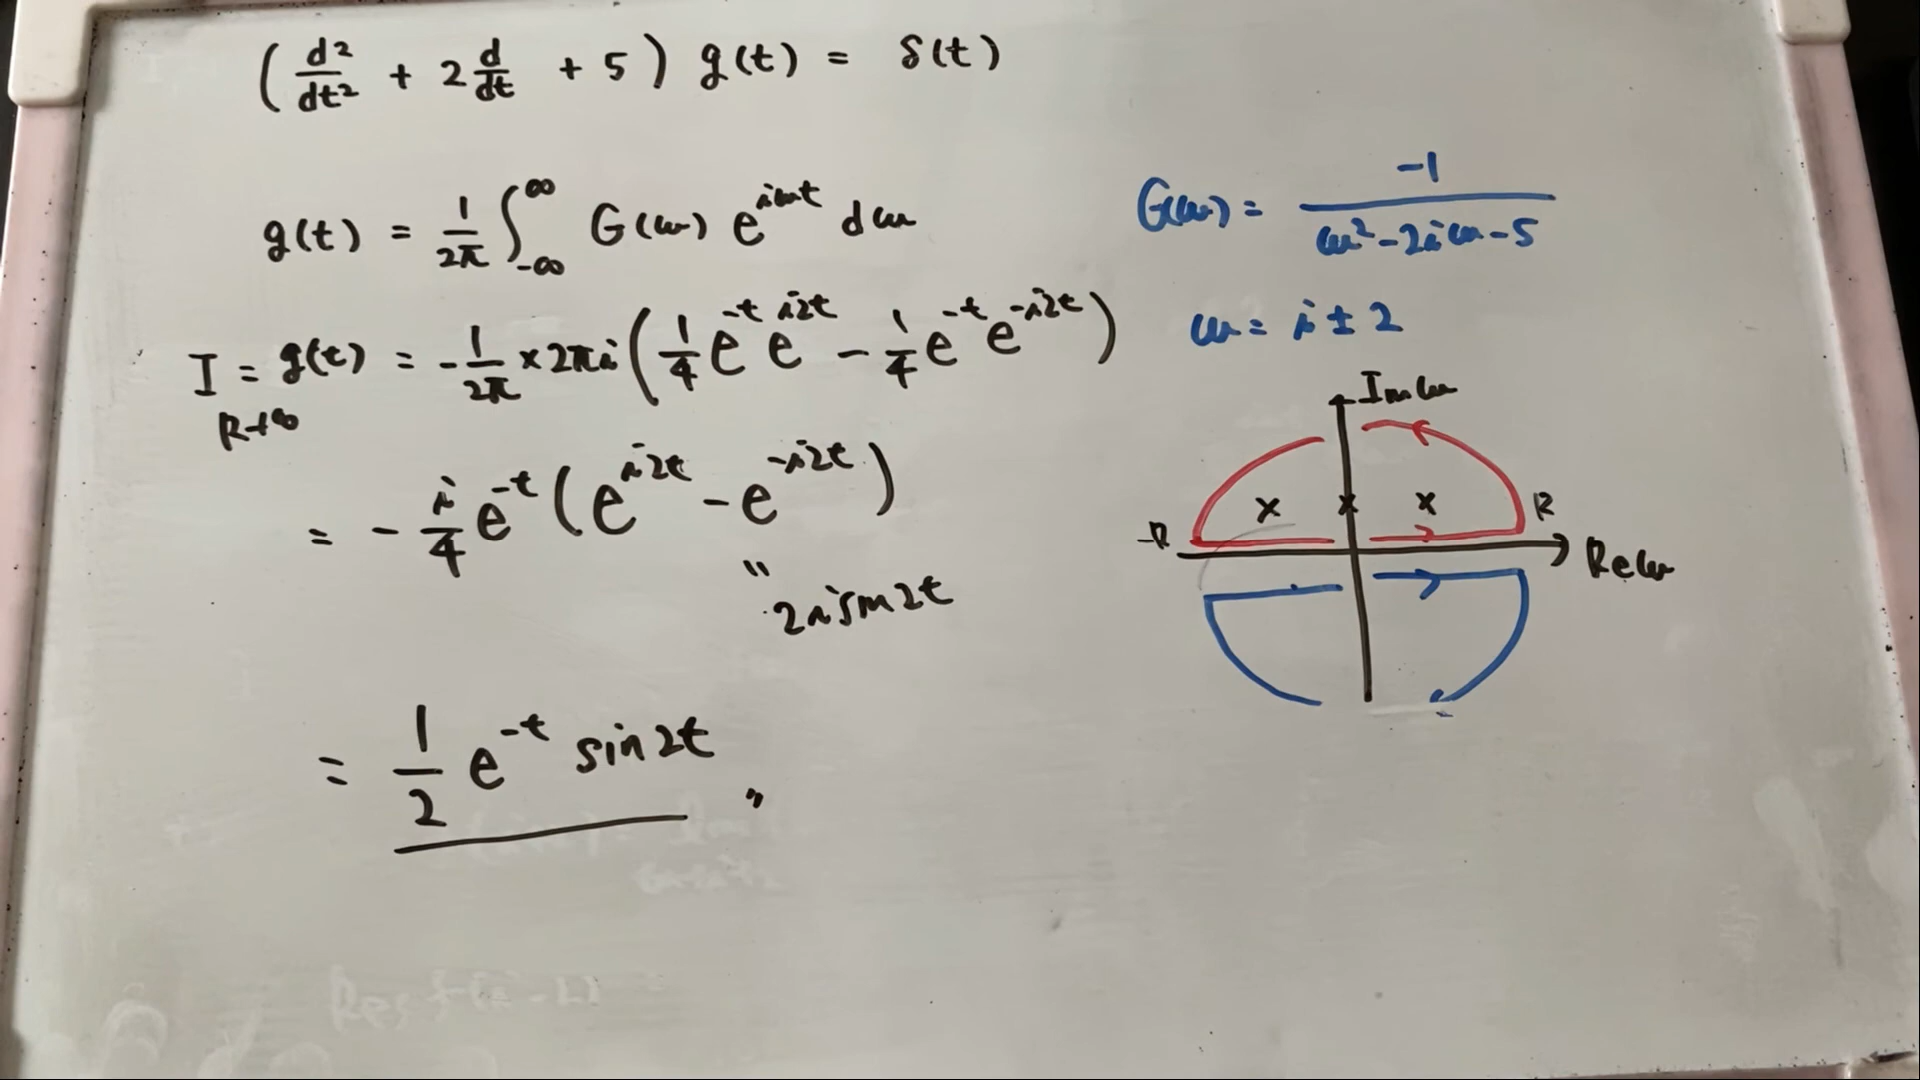 (d²/dt² + 2 d/dt + 5) g(t) = δ(t)
g(t) = 1/2π ∫_{-∞}^{∞} G(ω) e^{iωt} dω
G(ω) = -1/(ω² - 2iω - 5)
I = g(t) = -1/2π × 2πi (1/4 e^{-t} e^{i2t} - 1/4 e^{-t} e^{-i2t})
R→∞
ω = i ± 2
= - i/4 e^{-t} (e^{i2t} - e^{-i2t})
"
2i sin 2t
= 1/2 e^{-t} sin 2t "
Im ω
x x x
-R
R
Re ω